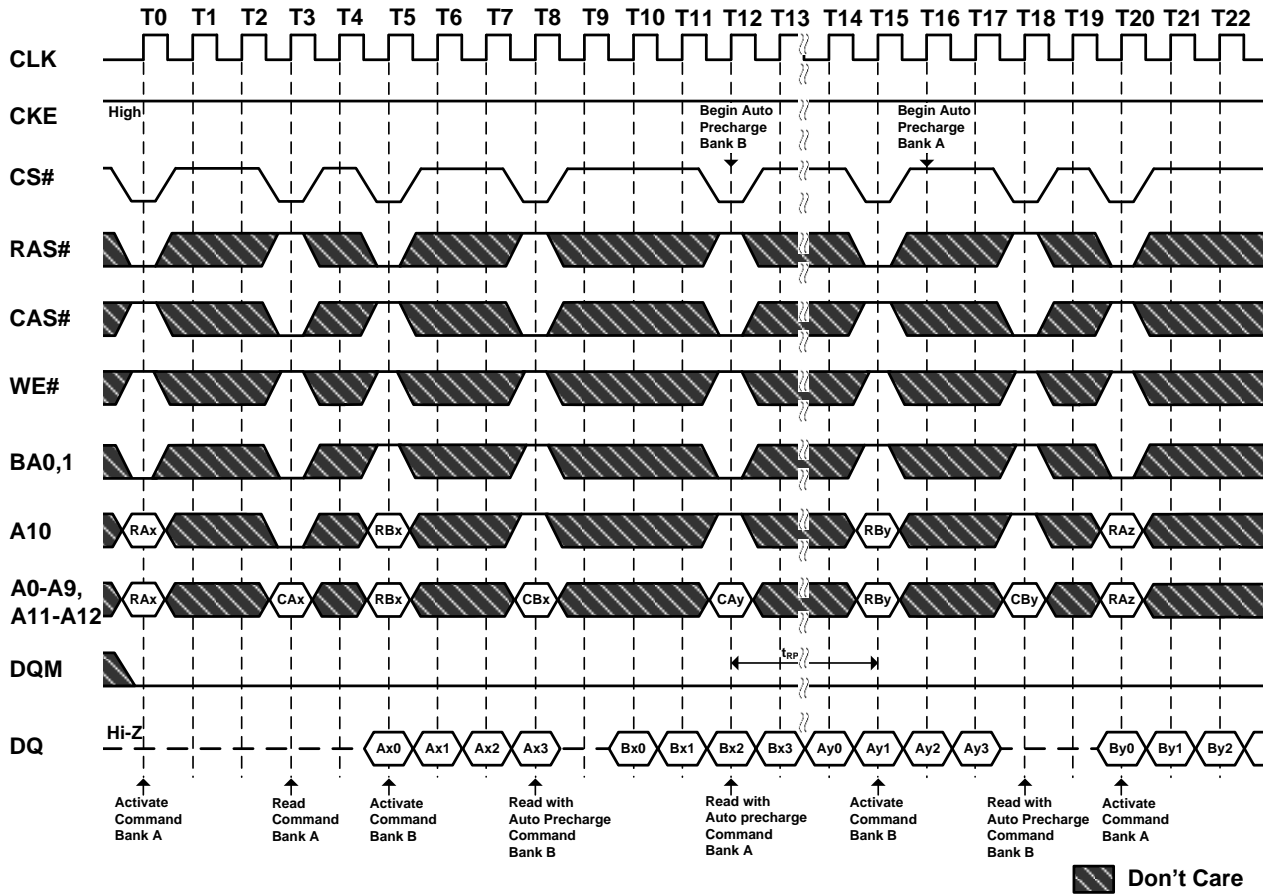 T0 T1 T2 T3 T4 T5 T6 T7 T8 T9 T10 T11 T12 T13 T14 T15 T16 T17 T18 T19 T20 T21 T22
CLK
CKE
High
Begin Auto
Precharge
Bank B
Begin Auto
Precharge
Bank A
CS#
RAS#
CAS#
WE#
BA0,1
A10
RAx RBx RBy RAz
A0-A9,
A11-A12
RAx CAx RBx CBx CAy RBy CBy RAz
DQM
tRP
DQ
Hi-Z
Ax0 Ax1 Ax2 Ax3 Bx0 Bx1 Bx2 Bx3 Ay0 Ay1 Ay2 Ay3 By0 By1 By2
Activate
Command
Bank A
Read
Command
Bank A
Activate
Command
Bank B
Read with
Auto Precharge
Command
Bank B
Read with
Auto precharge
Command
Bank A
Activate
Command
Bank B
Read with
Auto Precharge
Command
Bank B
Activate
Command
Bank A
Don't Care